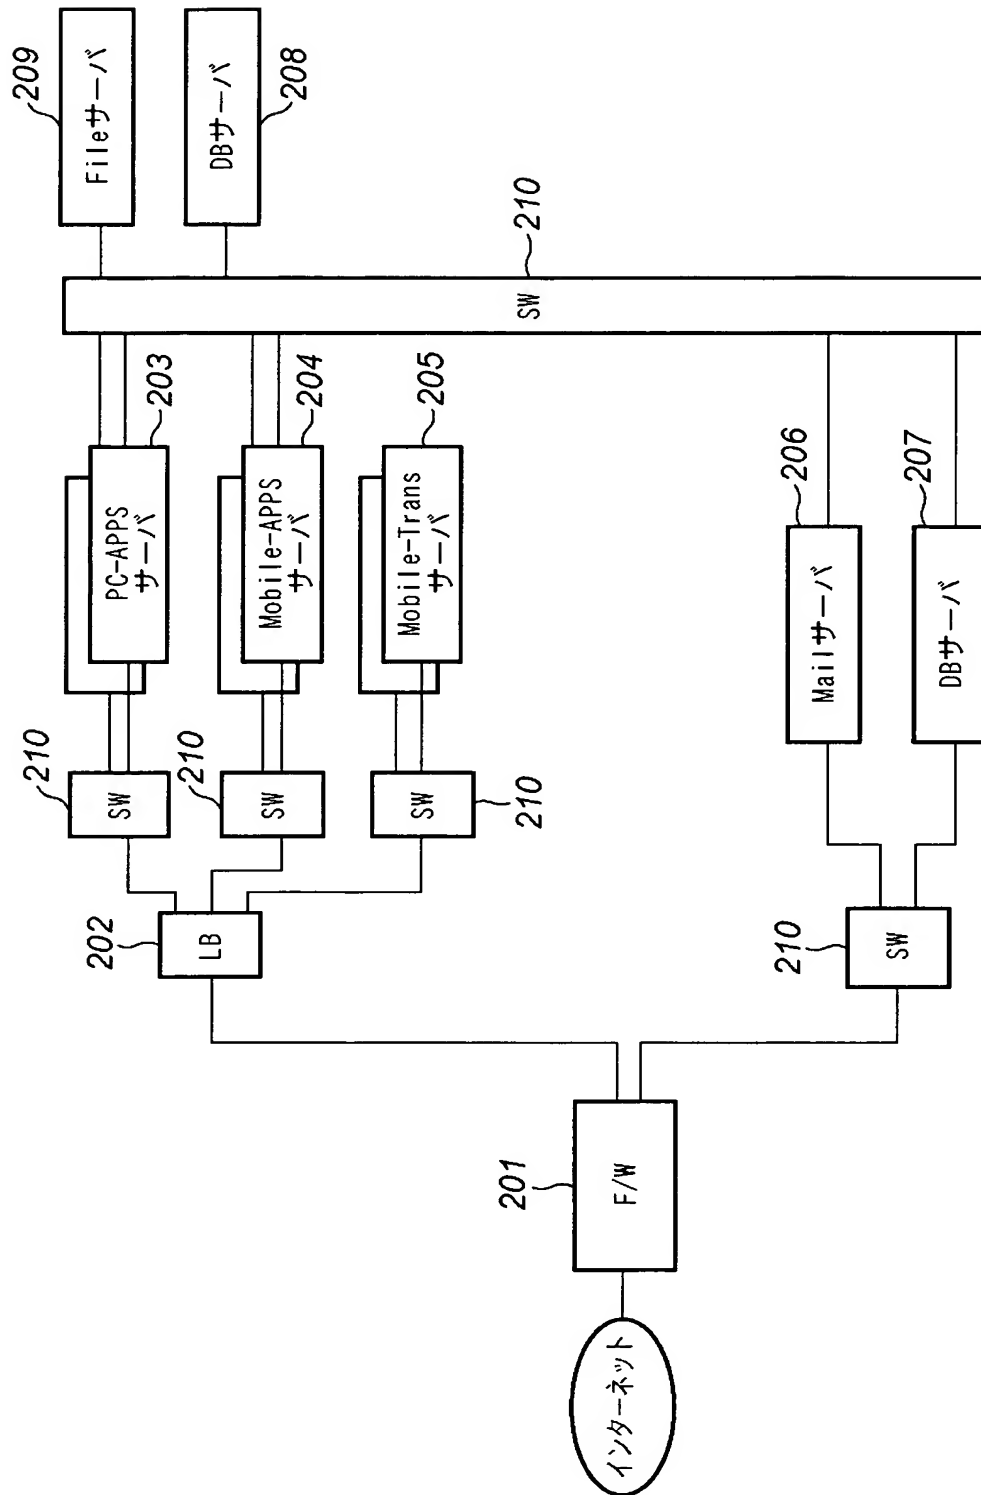 209
Fileサーバ
DBサーバ
208
210
SW
203
PC-APPS
サーバ
204
Mobile-APPS
サーバ
205
Mobile-Trans
サーバ
206
Mailサーバ
207
DBサーバ
210
SW
210
SW
SW
210
202
LB
210
SW
201
F/W
インターネット